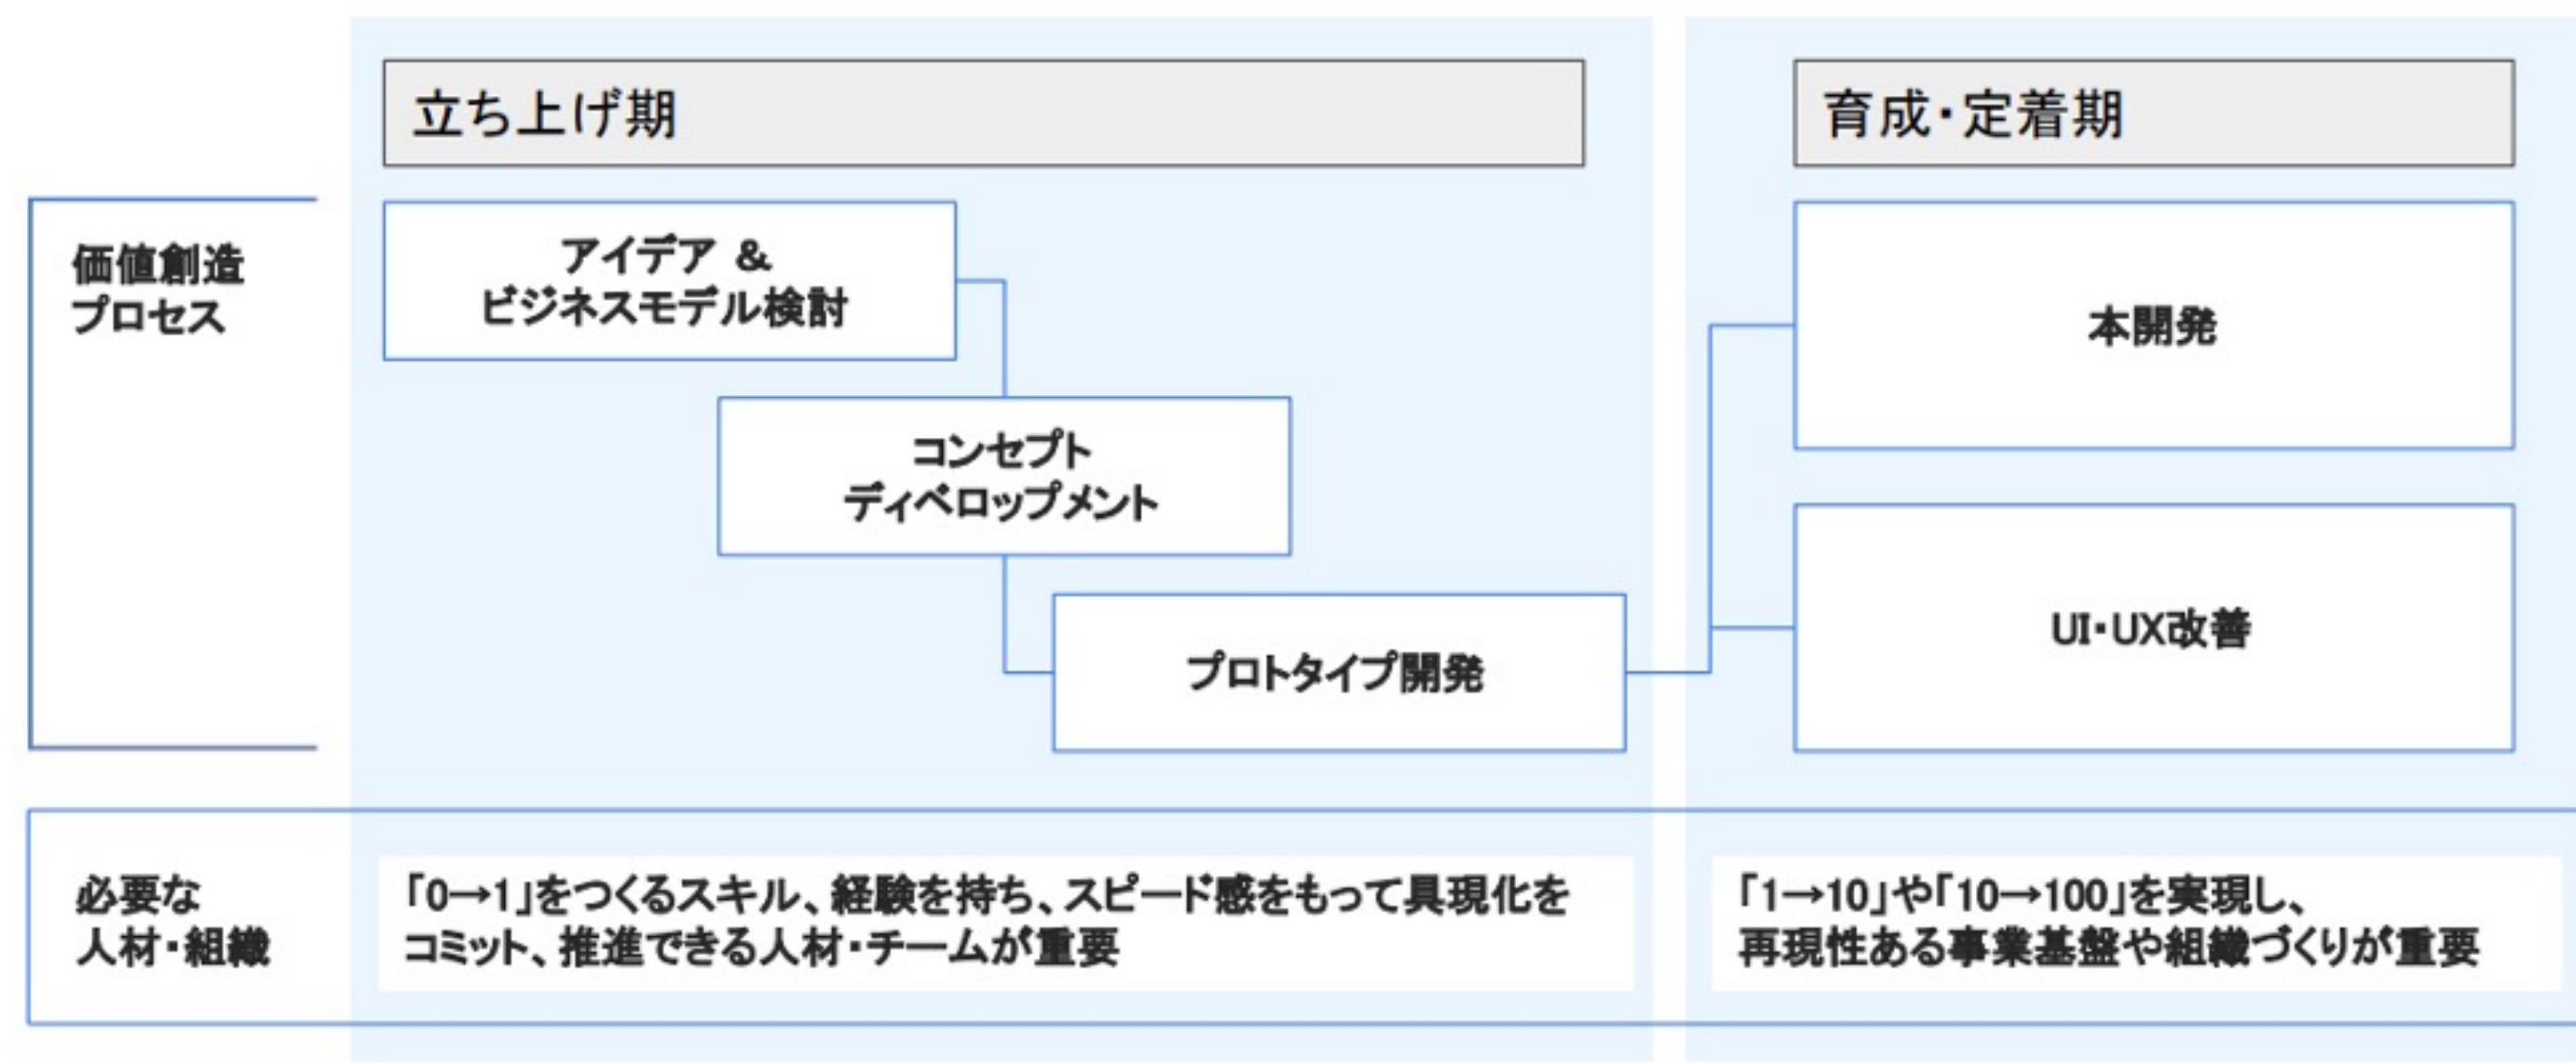 立ち上げ期
育成・定着期
価値創造
プロセス
アイデア ＆
ビジネスモデル検討
コンセプト
ディベロップメント
プロトタイプ開発
本開発
UI・UX改善
必要な
人材・組織
「0→1」をつくるスキル、経験を持ち、スピード感をもって具現化を
コミット、推進できる人材・チームが重要
「1→10」や「10→100」を実現し、
再現性ある事業基盤や組織づくりが重要